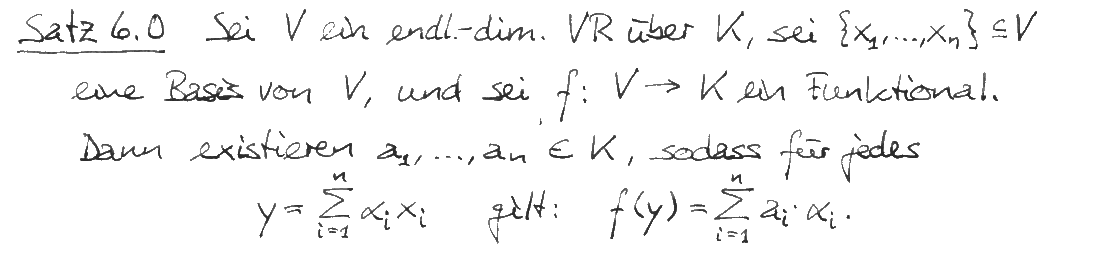 Satz 6.0 Sei V ein endl.-dim. VR über K, sei {x₁,...,xₙ} ⊆ V
eine Basis von V, und sei f: V → K ein Funktional.
Dann existieren a₁,...,aₙ ∈ K, sodass für jedes
y = ∑ᵢ₌₁ⁿ αᵢxᵢ gilt: f(y) = ∑ᵢ₌₁ⁿ aᵢ·αᵢ.